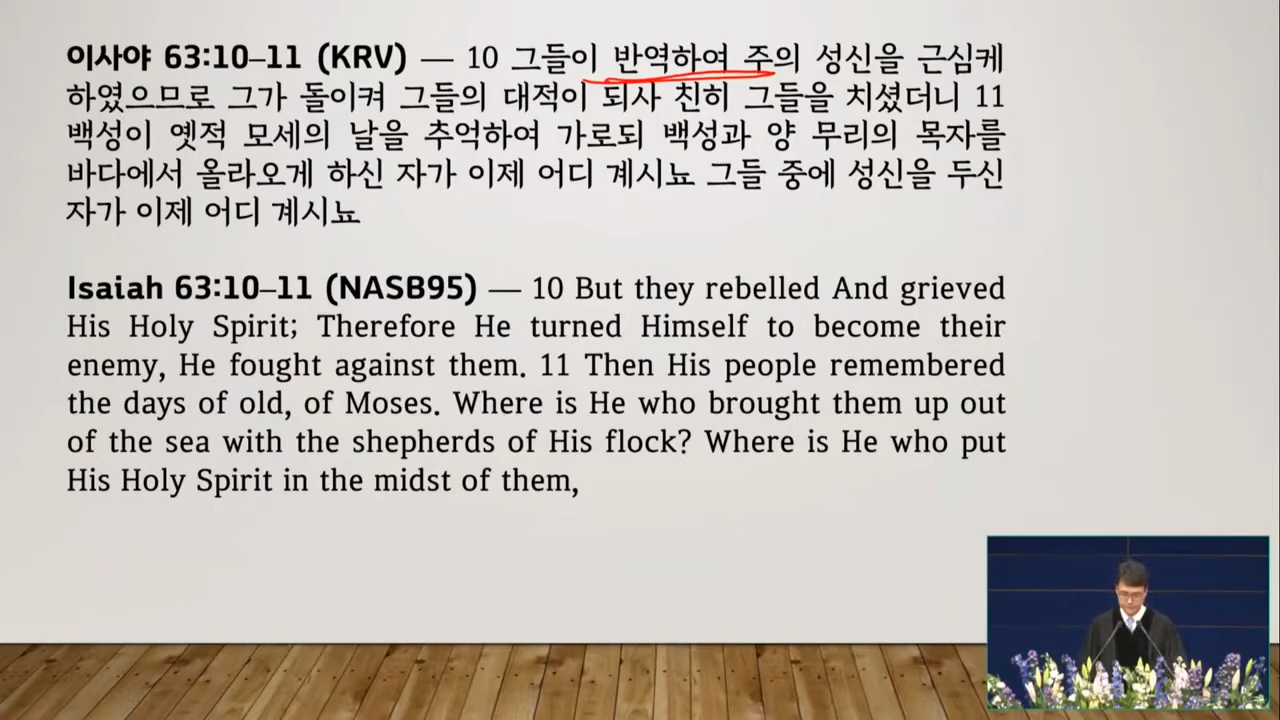 이사야 63:10–11 (KRV) — 10 그들이 반역하여 주의 성신을 근심케
하였으므로 그가 돌이켜 그들의 대적이 되사 친히 그들을 치셨더니 11
백성이 옛적 모세의 날을 추억하여 가로되 백성과 양 무리의 목자를
바다에서 올라오게 하신 자가 이제 어디 계시뇨 그들 중에 성신을 두신
자가 이제 어디 계시뇨
Isaiah 63:10–11 (NASB95) — 10 But they rebelled And grieved
His Holy Spirit; Therefore He turned Himself to become their
enemy, He fought against them. 11 Then His people remembered
the days of old, of Moses. Where is He who brought them up out
of the sea with the shepherds of His flock? Where is He who put
His Holy Spirit in the midst of them,